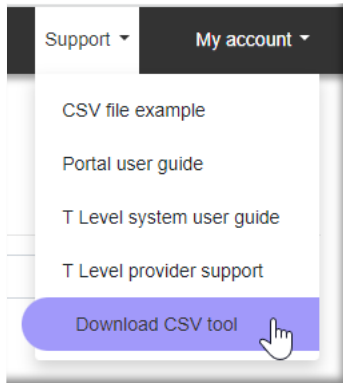 Support My account
CSV file example
Portal user guide
T Level system user guide
T Level provider support
Download CSV tool